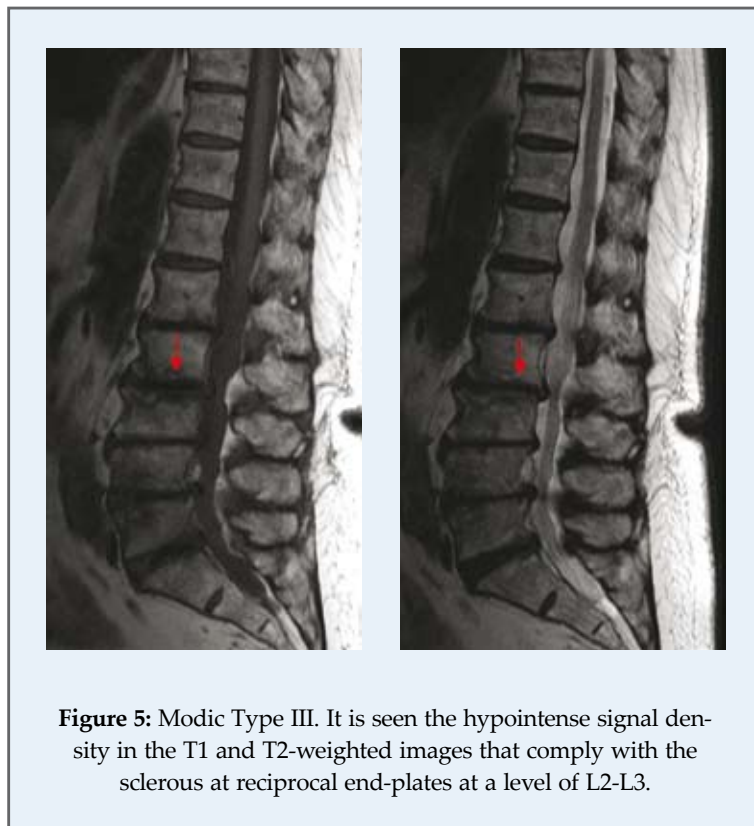 Figure 5: Modic Type III. It is seen the hypointense signal den-
sity in the T1 and T2-weighted images that comply with the
sclerous at reciprocal end-plates at a level of L2-L3.